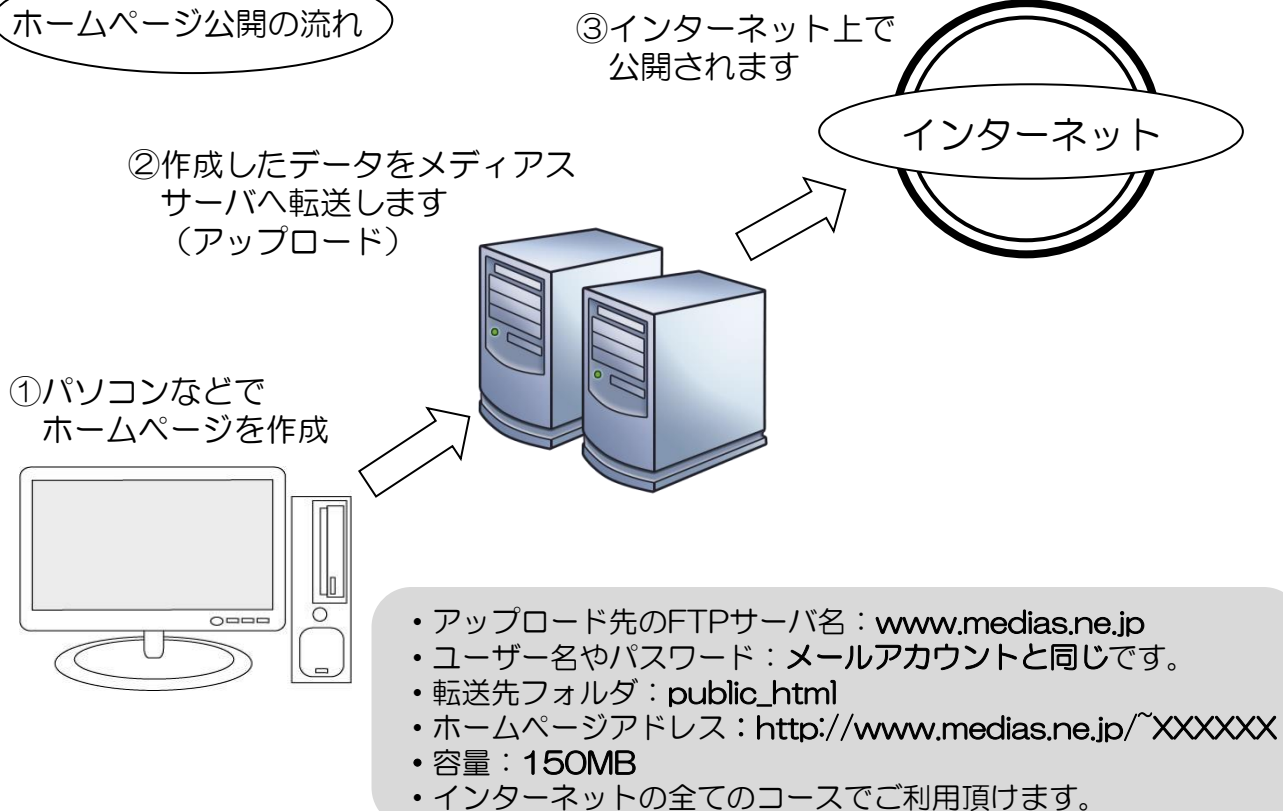 ホームページ公開の流れ
③インターネット上で
公開されます
インターネット
②作成したデータをメディアス
サーバへ転送します
（アップロード）
①パソコンなどで
ホームページを作成
・アップロード先のFTPサーバ名：www.medias.ne.jp
・ユーザー名やパスワード：メールアカウントと同じです。
・転送先フォルダ：public_html
・ホームページアドレス：http://www.medias.ne.jp/~XXXXXX
・容量：150MB
・インターネットの全てのコースでご利用頂けます。